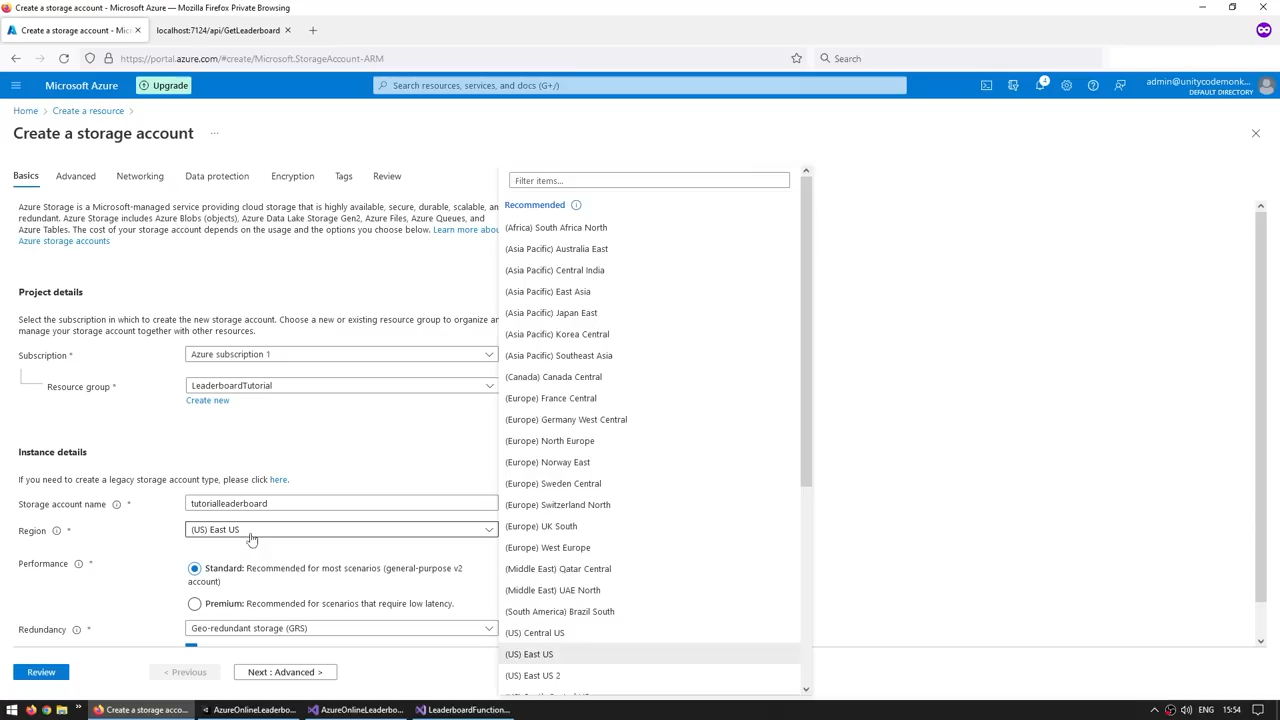 Create a storage account - Microsoft Azure — Mozilla Firefox Private Browsing
Create a storage account - Mic
localhost:7124/api/GetLeaderboard
https://portal.azure.com/#create/Microsoft.StorageAccount-ARM
Search
Microsoft Azure
Upgrade
Search resources, services, and docs (G+/)
4
admin@unitycodemonk...
DEFAULT DIRECTORY
Home > Create a resource >
Create a storage account ...
Basics Advanced Networking Data protection Encryption Tags Review
Azure Storage is a Microsoft-managed service providing cloud storage that is highly available, secure, durable, scalable, an
redundant. Azure Storage includes Azure Blobs (objects), Azure Data Lake Storage Gen2, Azure Files, Azure Queues, and
Azure Tables. The cost of your storage account depends on the usage and the options you choose below. Learn more abou
Azure storage accounts
Project details
Select the subscription in which to create the new storage account. Choose a new or existing resource group to organize an
manage your storage account together with other resources.
Subscription *
Azure subscription 1
Resource group *
LeaderboardTutorial
Create new
Instance details
If you need to create a legacy storage account type, please click here.
Storage account name *
tutorialleaderboard
Region *
(US) East US
Performance *
Standard: Recommended for most scenarios (general-purpose v2
account)
Premium: Recommended for scenarios that require low latency.
Redundancy *
Geo-redundant storage (GRS)
Review
< Previous
Next : Advanced >
Filter items...
Recommended
(Africa) South Africa North
(Asia Pacific) Australia East
(Asia Pacific) Central India
(Asia Pacific) East Asia
(Asia Pacific) Japan East
(Asia Pacific) Korea Central
(Asia Pacific) Southeast Asia
(Canada) Canada Central
(Europe) France Central
(Europe) Germany West Central
(Europe) North Europe
(Europe) Norway East
(Europe) Sweden Central
(Europe) Switzerland North
(Europe) UK South
(Europe) West Europe
(Middle East) Qatar Central
(Middle East) UAE North
(South America) Brazil South
(US) Central US
(US) East US
(US) East US 2
Create a storage acco...
AzureOnlineLeaderbo...
AzureOnlineLeaderbo...
LeaderboardFunction...
ENG
15:54